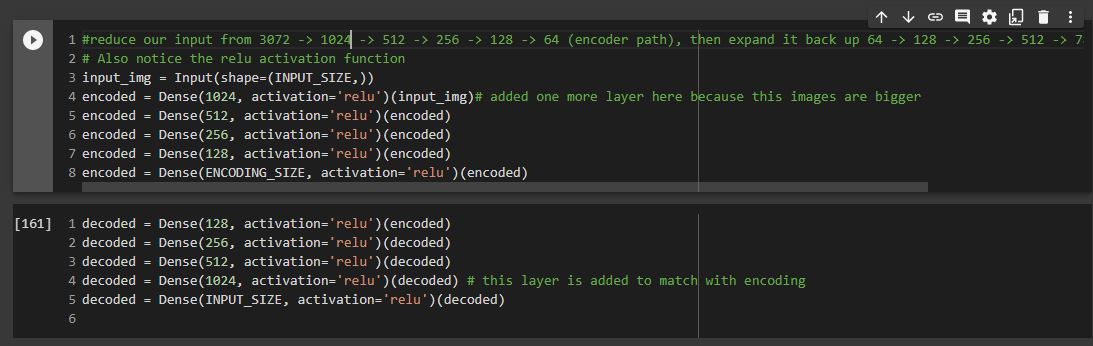 1 #reduce our input from 3072 -> 1024 -> 512 -> 256 -> 128 -> 64 (encoder path), then expand it back up 64 -> 128 -> 256 -> 512 -> 7
2 # Also notice the relu activation function
3 input_img = Input(shape=(INPUT_SIZE,))
4 encoded = Dense(1024, activation='relu')(input_img)# added one more layer here because this images are bigger
5 encoded = Dense(512, activation='relu')(encoded)
6 encoded = Dense(256, activation='relu')(encoded)
7 encoded = Dense(128, activation='relu')(encoded)
8 encoded = Dense(ENCODING_SIZE, activation='relu')(encoded)
[161] 1 decoded = Dense(128, activation='relu')(encoded)
2 decoded = Dense(256, activation='relu')(decoded)
3 decoded = Dense(512, activation='relu')(decoded)
4 decoded = Dense(1024, activation='relu')(decoded) # this layer is added to match with encoding
5 decoded = Dense(INPUT_SIZE, activation='relu')(decoded)
6